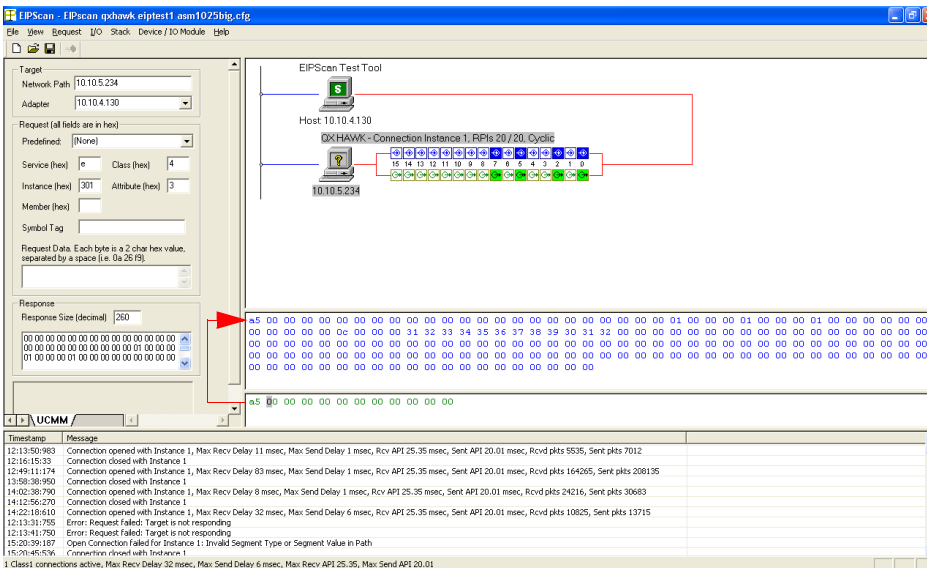 EIPScan - EIPscan qxhawk eiptest1 asm1025big.cfg
File View Request I/O Stack Device / IO Module Help
Target
Network Path 10.10.5.234
Adapter 10.10.4.130
Request (all fields are in hex)
Predefined: (None)
Service (hex) e Class (hex) 4
Instance (hex) 301 Attribute (hex) 3
Member (hex)
Symbol Tag
Request Data. Each byte is a 2 char hex value,
separated by a space (i.e. 0a 26 f9).
Response
Response Size (decimal) 260
00 00 00 00 00 00 00 00 00 00 00 00 00
00 00 00 00 00 00 00 00 00 01 00 00 00
01 00 00 00 01 00 00 00 00 00 00 00 00
UCMM
EIPScan Test Tool
S
Host: 10.10.4.130
QX HAWK - Connection Instance 1, RPIs 20 / 20, Cyclic
?
15 14 13 12 11 10 9 8 7 6 5 4 3 2 1 0
10.10.5.234
a5 00 00 00 00 00 00 00 00 00 00 00 00 00 00 00 00 00 00 00 00 00 00 00 01 00 00 00 01 00 00 00 01 00 00 00 00 00 00
00 00 00 00 00 0c 00 00 00 31 32 33 34 35 36 37 38 39 30 31 32 00 00 00 00 00 00 00 00 00 00 00 00 00 00 00 00 00 00
00 00 00 00 00 00 00 00 00 00 00 00 00 00 00 00 00 00 00 00 00 00 00 00 00 00 00 00 00 00 00 00 00 00 00 00 00 00 00
00 00 00 00 00 00 00 00 00 00 00 00 00 00 00 00 00 00 00 00 00 00 00 00 00 00 00 00 00 00 00 00 00 00 00 00 00 00 00
00 00 00 00 00 00 00 00 00 00 00 00 00 00 00 00 00 00 00 00
a5 00 00 00 00 00 00 00 00 00 00 00
Timestamp Message
12:13:50:983 Connection opened with Instance 1, Max Recv Delay 11 msec, Max Send Delay 1 msec, Rcv API 25.35 msec, Sent API 20.01 msec, Rcvd pkts 5535, Sent pkts 7012
12:16:15:33 Connection closed with Instance 1
12:49:11:174 Connection opened with Instance 1, Max Recv Delay 83 msec, Max Send Delay 1 msec, Rcv API 25.35 msec, Sent API 20.01 msec, Rcvd pkts 164265, Sent pkts 208135
13:58:38:950 Connection closed with Instance 1
14:02:38:790 Connection opened with Instance 1, Max Recv Delay 8 msec, Max Send Delay 1 msec, Rcv API 25.35 msec, Sent API 20.01 msec, Rcvd pkts 24216, Sent pkts 30683
14:12:56:270 Connection closed with Instance 1
14:22:18:610 Connection opened with Instance 1, Max Recv Delay 32 msec, Max Send Delay 6 msec, Rcv API 25.35 msec, Sent API 20.01 msec, Rcvd pkts 10825, Sent pkts 13715
12:13:31:755 Error: Request failed: Target is not responding
12:13:41:750 Error: Request failed: Target is not responding
15:20:39:187 Open Connection failed for Instance 1: Invalid Segment Type or Segment Value in Path
15:20:45:536 Connection closed with Instance 1
1 Class1 connections active, Max Recv Delay 32 msec, Max Send Delay 6 msec, Max Recv API 25.35, Max Send API 20.01